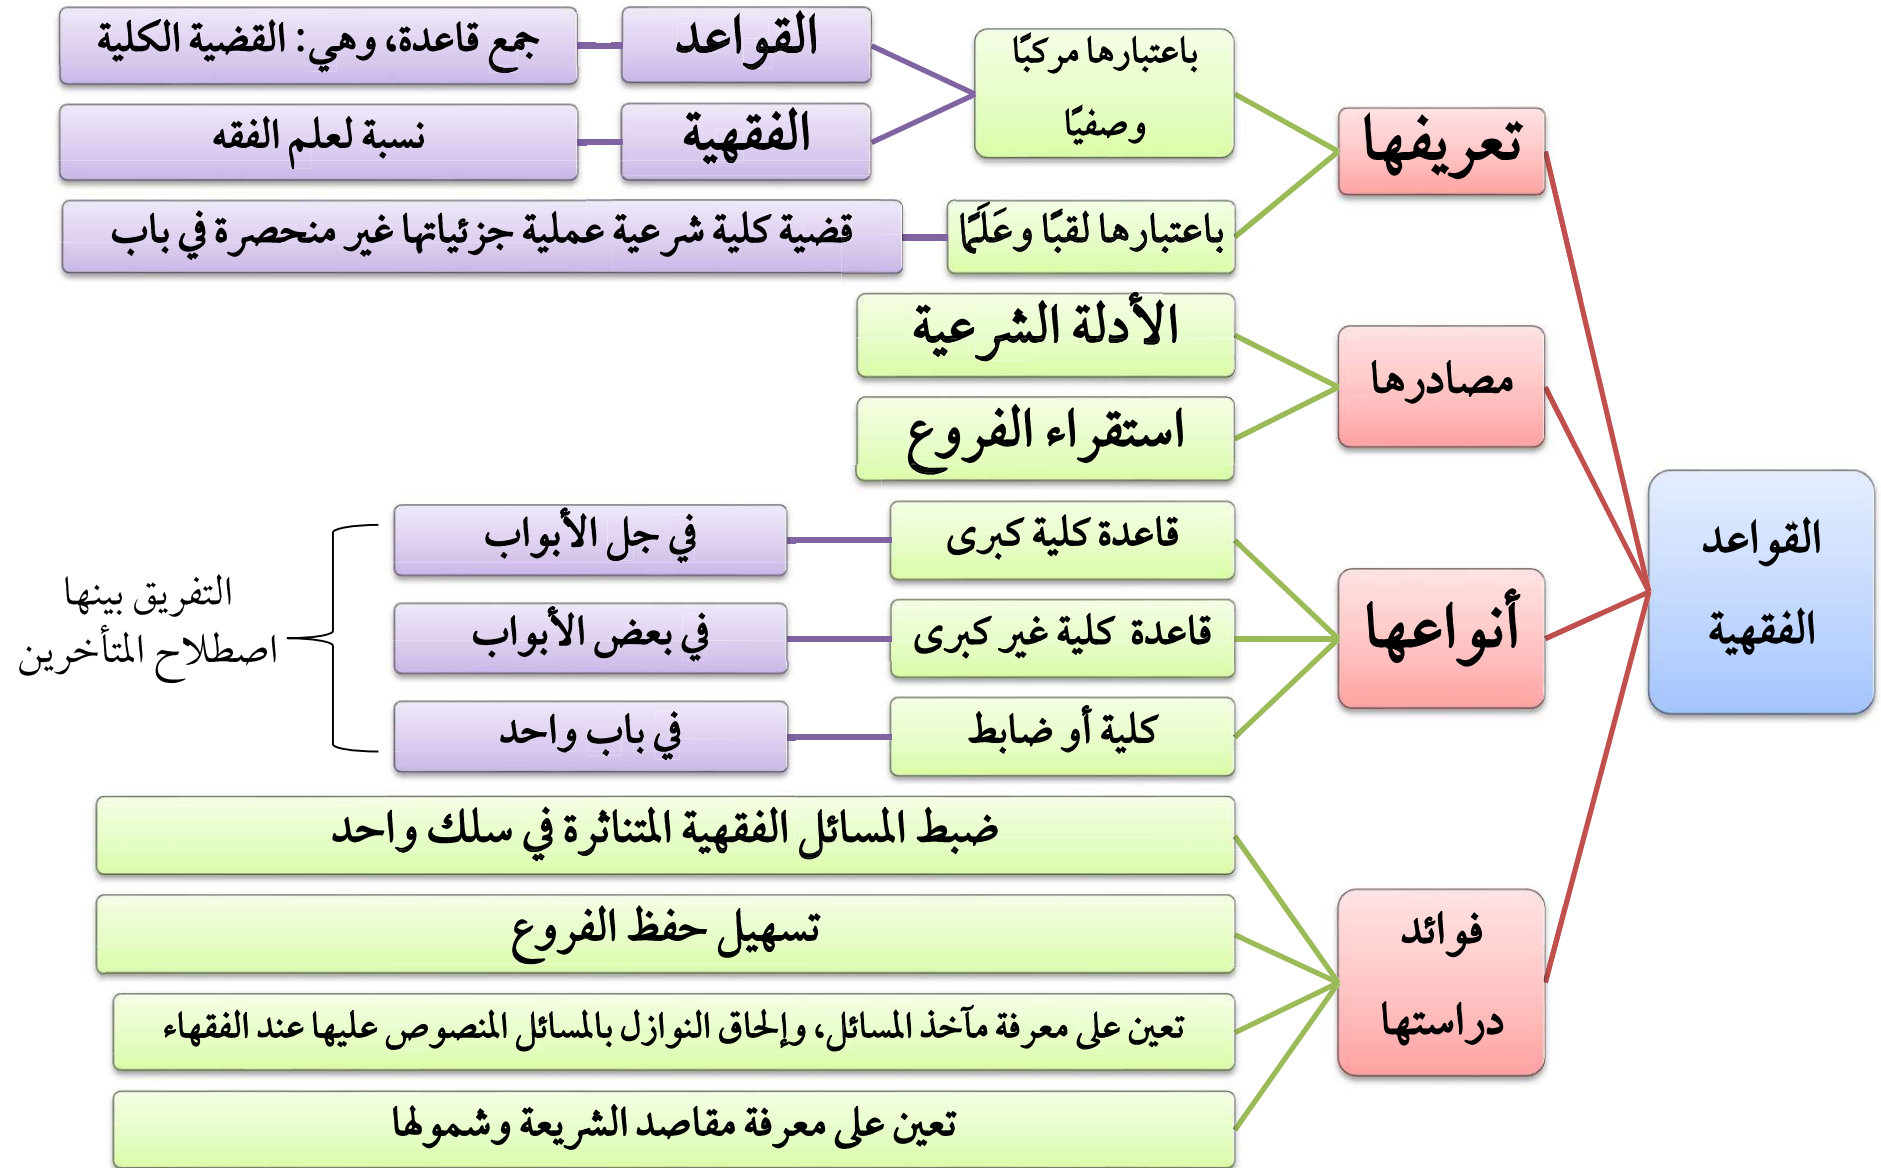 القواعد
الفقهية
تعريفها
باعتبارها مركبًا
وصفيًا
القواعد
جمع قاعدة، وهي: القضية الكلية
الفقهية
نسبة لعلم الفقه
باعتبارها لقبًا وعَلَمًا
قضية كلية شرعية عملية جزئياتها غير منحصرة في باب
مصادرها
الأدلة الشرعية
استقراء الفروع
أنواعها
قاعدة كلية كبرى
في جل الأبواب
قاعدة كلية غير كبرى
في بعض الأبواب
كلية أو ضابط
في باب واحد
التفريق بينها
اصطلاح المتأخرين
فوائد
دراستها
ضبط المسائل الفقهية المتناثرة في سلك واحد
تسهيل حفظ الفروع
تعين على معرفة مآخذ المسائل، وإلحاق النوازل بالمسائل المنصوص عليها عند الفقهاء
تعين على معرفة مقاصد الشريعة وشمولها